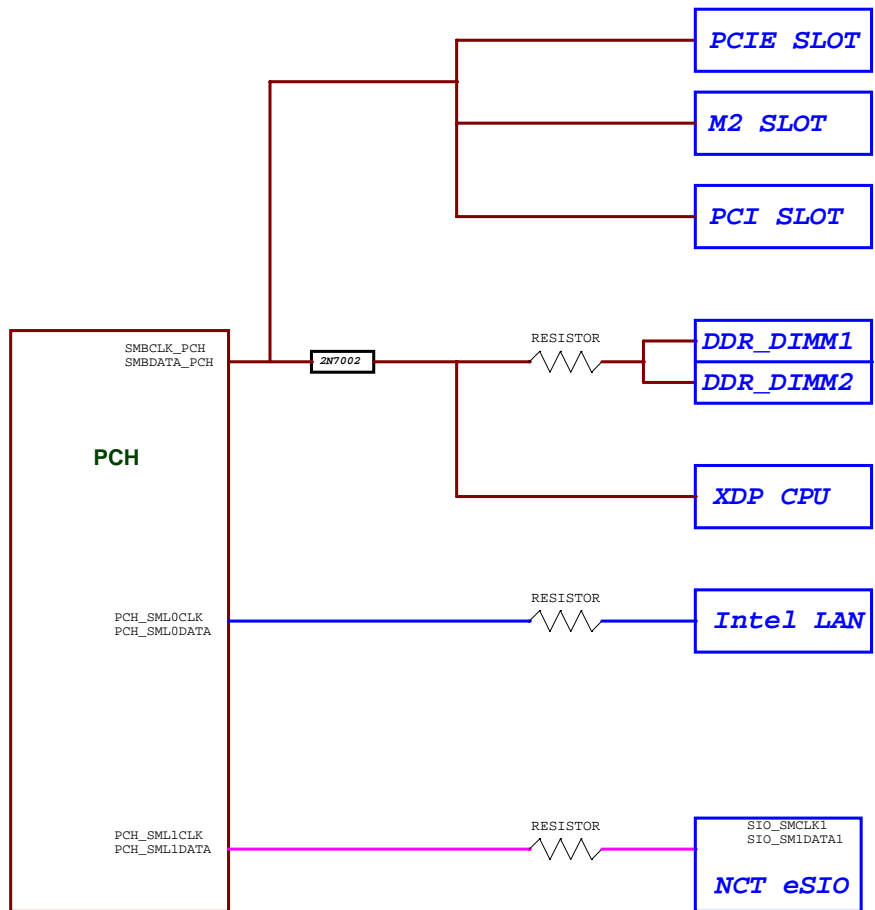 PCIE SLOT
M2 SLOT
PCI SLOT
SMBCLK_PCH
SMBDATA_PCH
2N7002
RESISTOR
DDR_DIMM1
DDR_DIMM2
PCH
XDP CPU
PCH_SML0CLK
PCH_SML0DATA
RESISTOR
Intel LAN
PCH_SML1CLK
PCH_SML1DATA
RESISTOR
SIO_SMCLK1
SIO_SM1DATA1
NCT eSIO